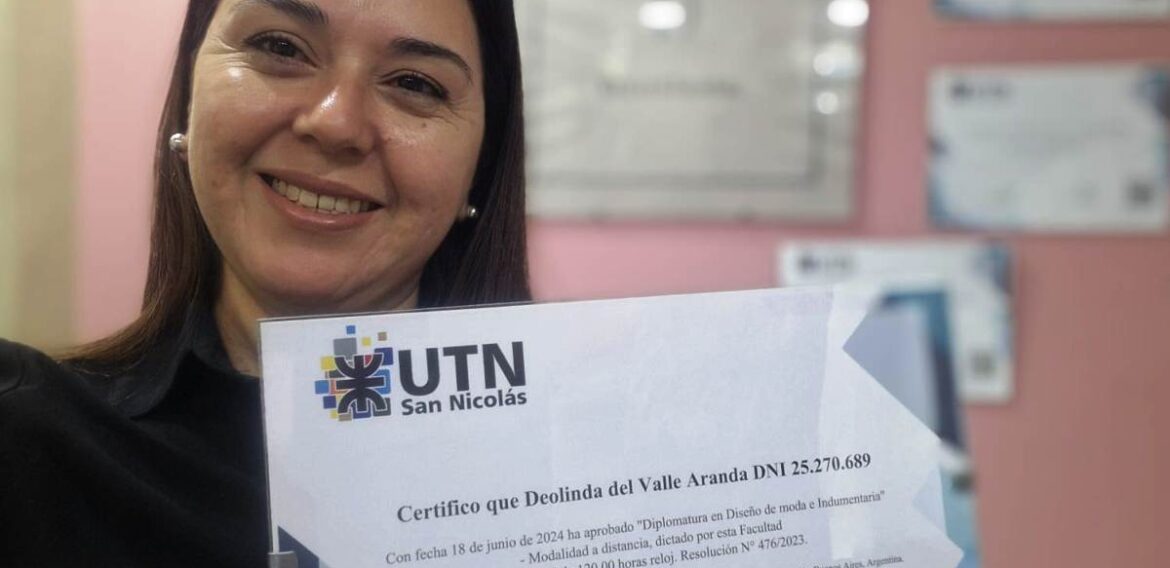 UTN
San Nicolás
Certifico que Deolinda del Valle Aranda DNI 25.270.689
Con fecha 18 de junio de 2024 ha aprobado "Diplomatura en Diseño de moda e Indumentaria"
- Modalidad a distancia, dictado por esta Facultad
120,00 horas reloj. Resolución N° 476/2023.
Buenos Aires, Argentina.